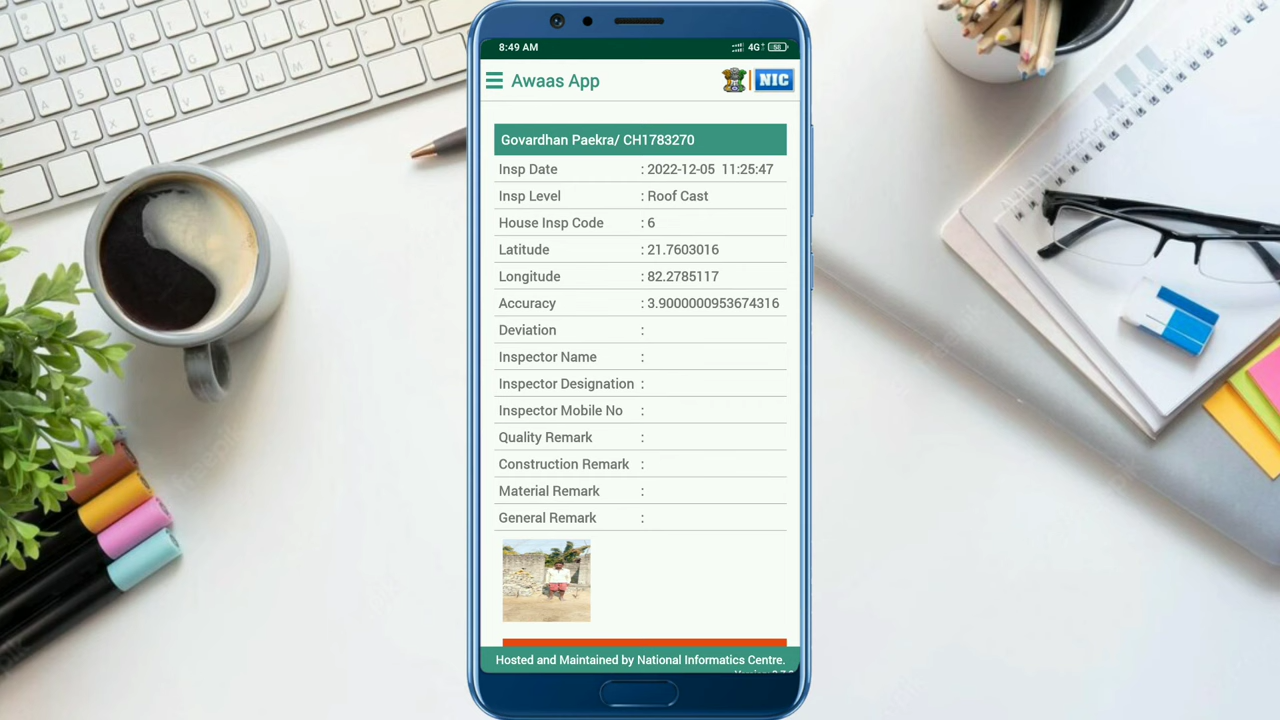 8:49 AM
4G
58
Awaas App
NIC
Govardhan Paekra/ CH1783270
Insp Date : 2022-12-05 11:25:47
Insp Level : Roof Cast
House Insp Code : 6
Latitude : 21.7603016
Longitude : 82.2785117
Accuracy : 3.9000000953674316
Deviation :
Inspector Name :
Inspector Designation :
Inspector Mobile No :
Quality Remark :
Construction Remark :
Material Remark :
General Remark :
Hosted and Maintained by National Informatics Centre.